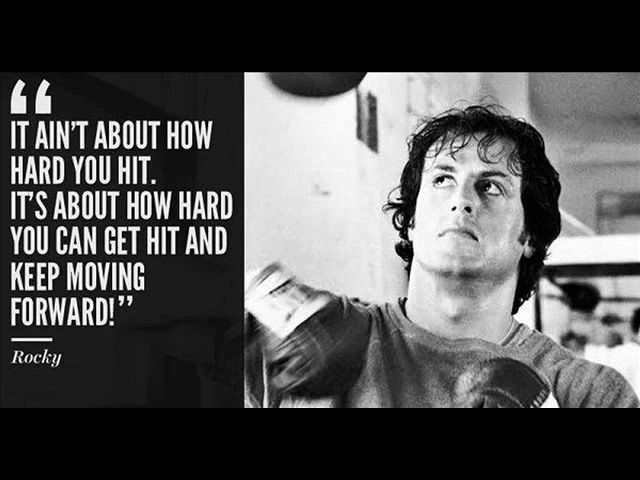 “
IT AIN'T ABOUT HOW
HARD YOU HIT.
IT'S ABOUT HOW HARD
YOU CAN GET HIT AND
KEEP MOVING
FORWARD!”
Rocky